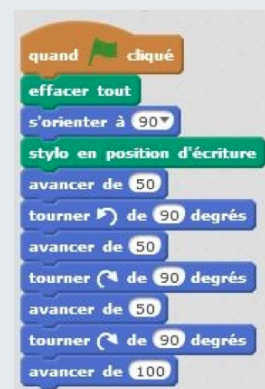 quand cliqué
effacer tout
s'orienter à 90
stylo en position d'écriture
avancer de 50
tourner de 90 degrés
avancer de 50
tourner de 90 degrés
avancer de 50
tourner de 90 degrés
avancer de 100